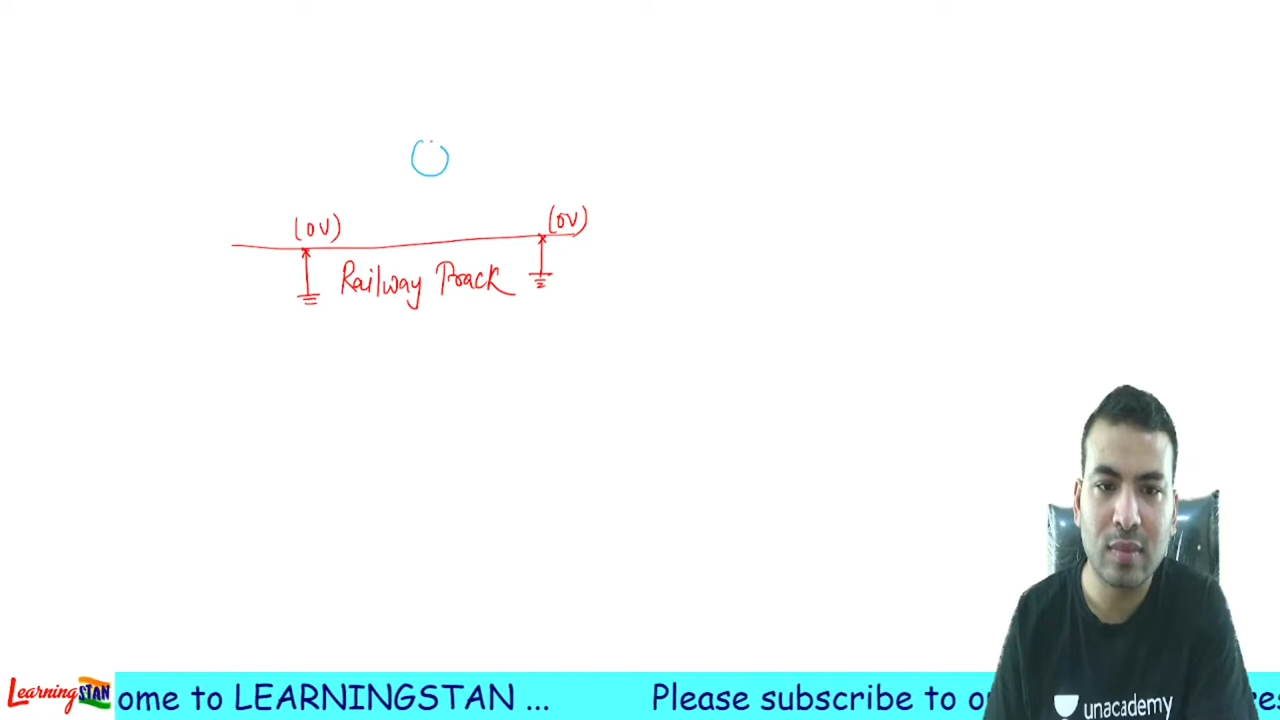 (0V)
(0V)
Railway Track
unacademy
Learning STAN
ome to LEARNINGSTAN ... Please subscribe to o